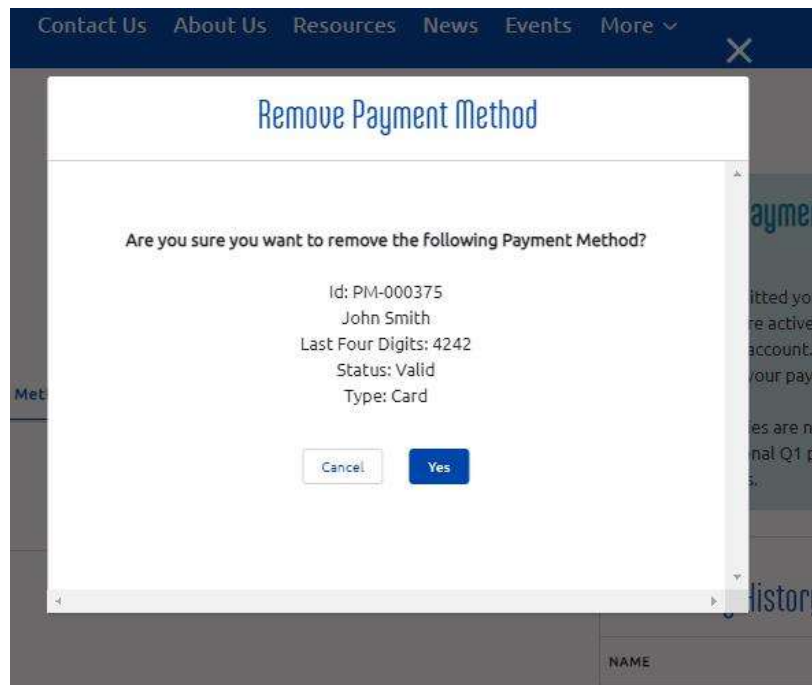 Contact Us About Us Resources News Events More
Remove Payment Method
Are you sure you want to remove the following Payment Method?
Id: PM-000375
John Smith
Last Four Digits: 4242
Status: Valid
Type: Card
Cancel Yes
account.
NAME